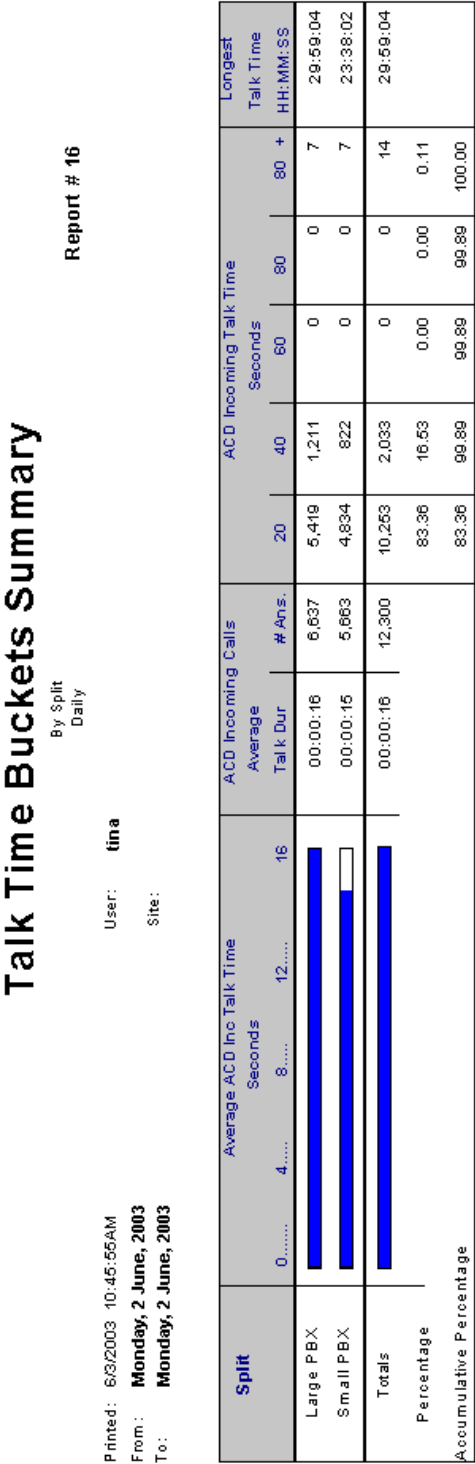 Talk Time Buckets Summary
By Split
Daily
Report # 16
Printed: 6/3/2003 10:45:55AM User: tina
From: Monday, 2 June, 2003 Site:
To: Monday, 2 June, 2003
Split Average ACD Inc Talk Time Seconds ACD Incoming Calls ACD Incoming Talk Time Seconds Longest Talk Time HH:MM:SS
0....... 4...... 8..... 12...... 16 Average Talk Dur # Ans. 20 40 60 80 80 +
Large PBX 00:00:16 6,637 5,419 1,211 0 0 7 29:59:04
Small PBX 00:00:15 5,663 4,834 822 0 0 7 23:38:02
Totals 00:00:16 12,300 10,253 2,033 0 0 14 29:59:04
Percentage 83.36 16.53 0.00 0.00 0.11
Accumulative Percentage 83.36 99.89 99.89 99.89 100.00